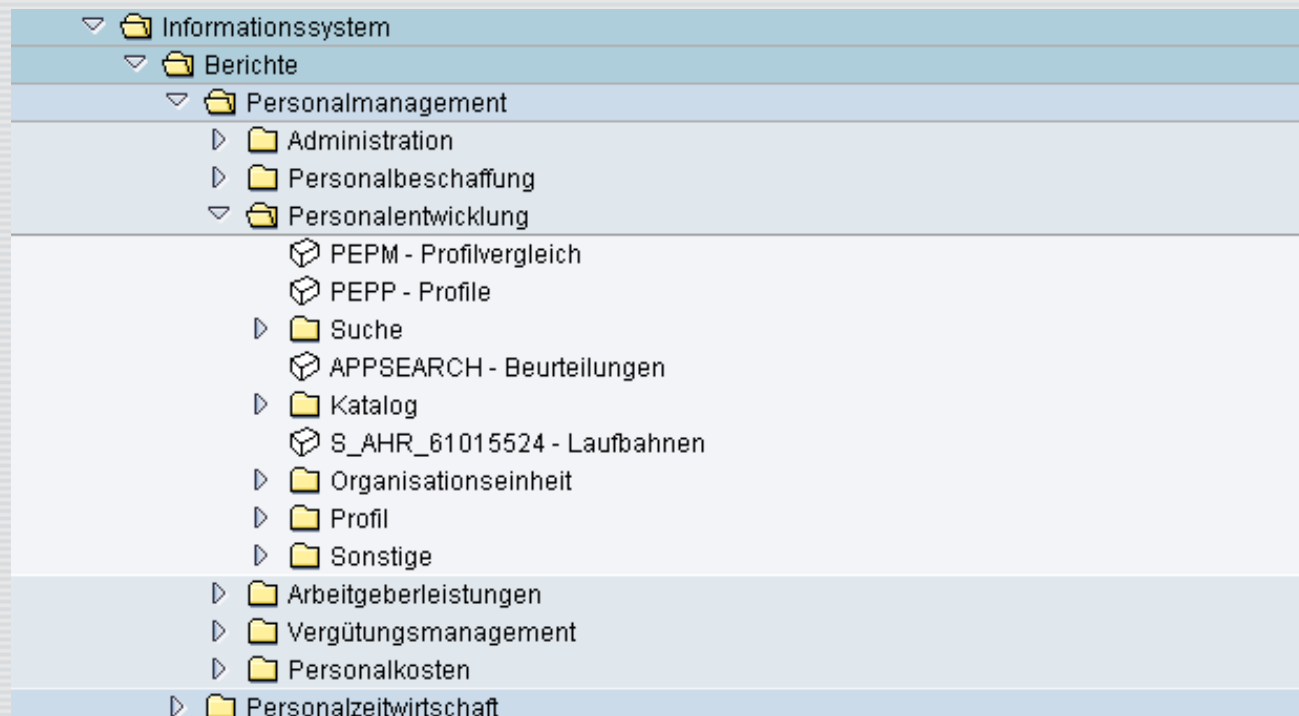 Informationssystem
Berichte
Personalmanagement
Administration
Personalbeschaffung
Personalentwicklung
PEPM - Profilvergleich
PEPP - Profile
Suche
APPSEARCH - Beurteilungen
Katalog
S_AHR_61015524 - Laufbahnen
Organisationseinheit
Profil
Sonstige
Arbeitgeberleistungen
Vergütungsmanagement
Personalkosten
Personalzeitwirtschaft